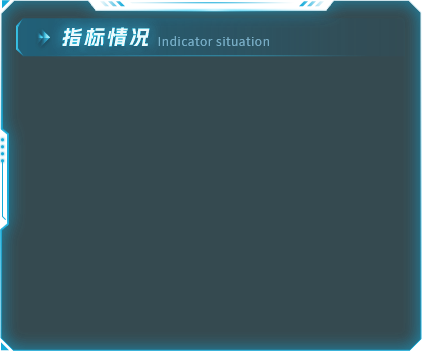 指标情况 Indicator situation